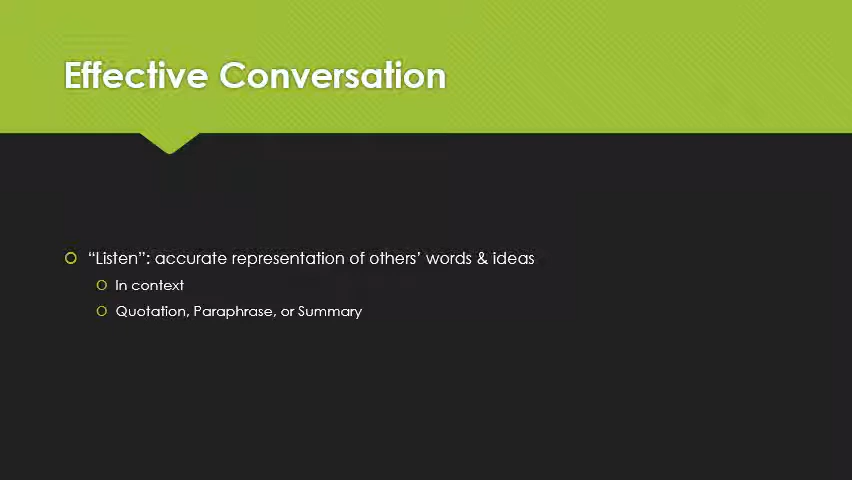 Effective Conversation
“Listen”: accurate representation of others’ words & ideas
In context
Quotation, Paraphrase, or Summary